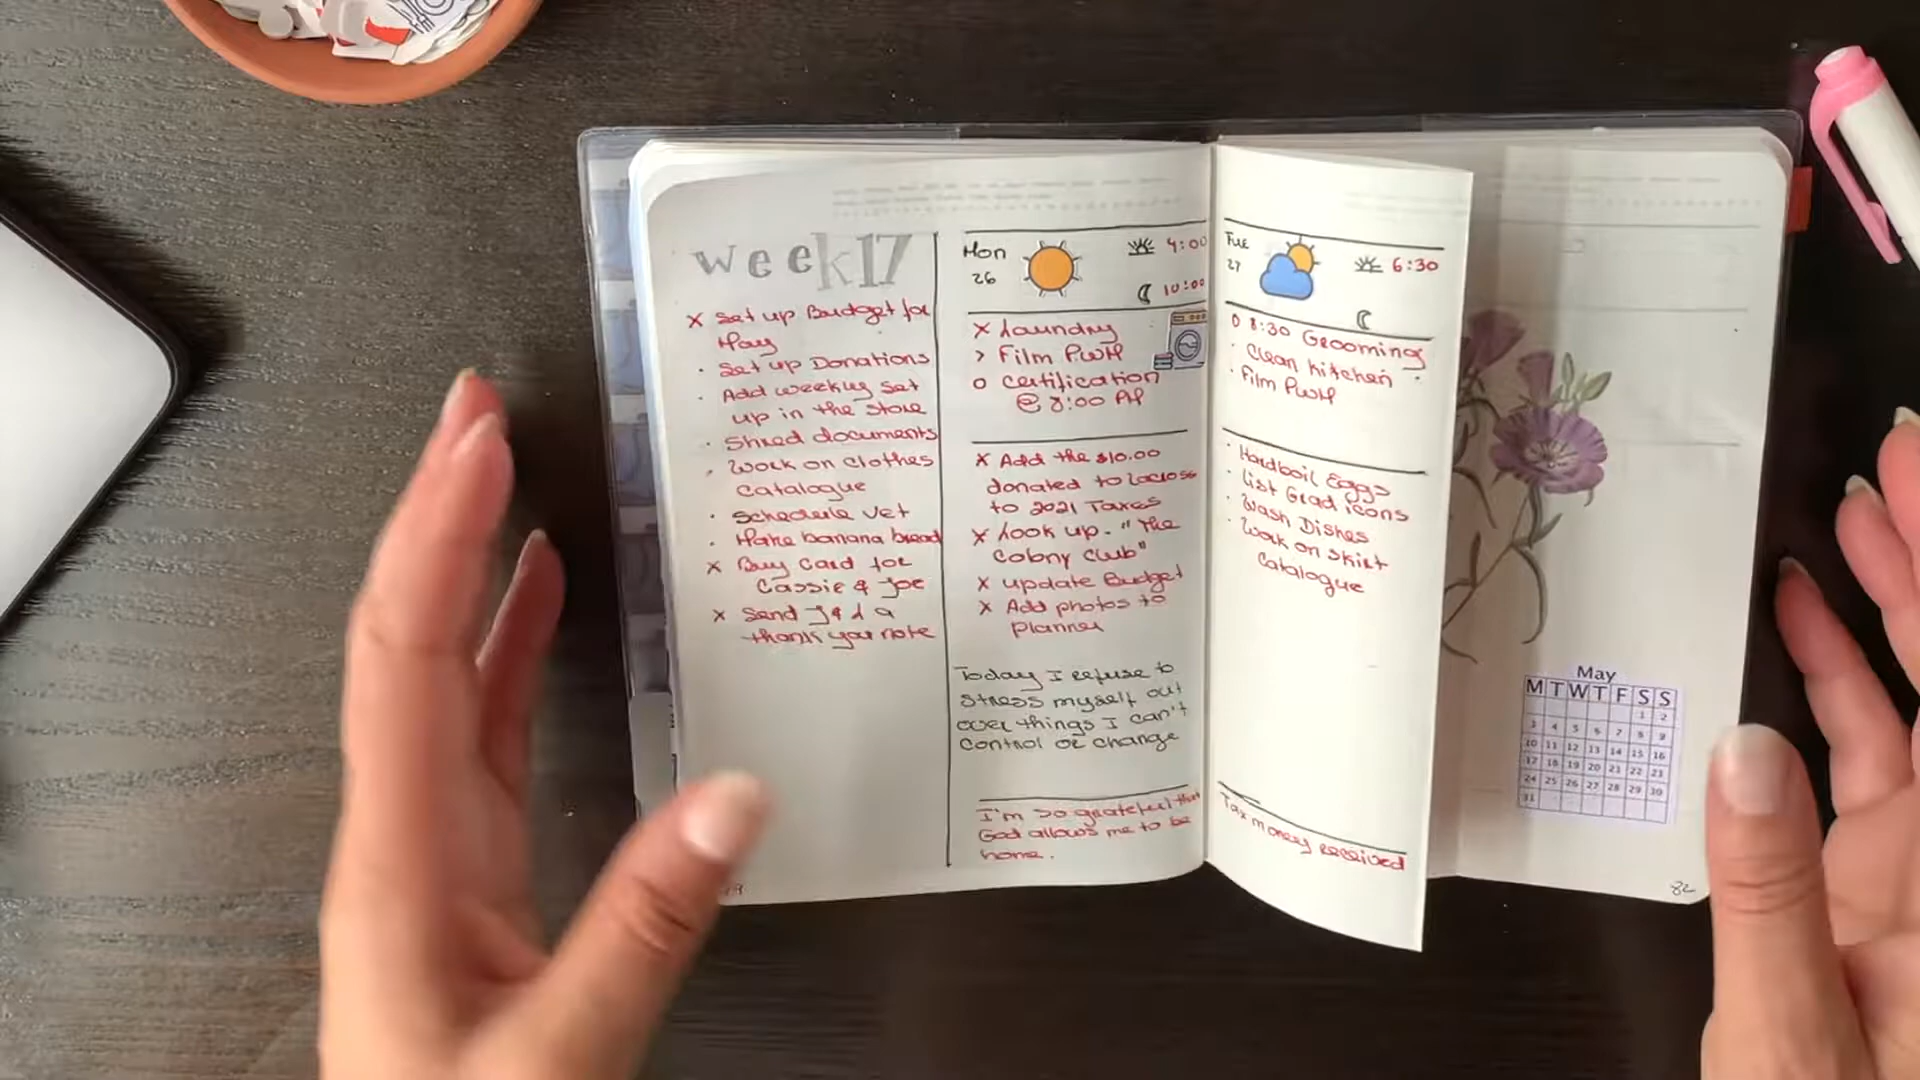 week17
x Set up Budget for
May
· Set up Donations
· Add weekly set
up in the store
· Shred documents
· Work on clothes
catalogue
· Schedule Vet
· Make banana bread
x Buy Card for
Cassie & Joe
x Send J & L a
thank you note
Mon
26
4:00
10:00
x Laundry
> Film PWM
o Certification
@ 8:00 AM
x Add the $10.00
donated to
to 2021 Taxes
x Look up - "The
Colony Club"
x update Budget
x Add photos to
planner
Today I refuse to
stress myself out
over things I can't
control or change
I'm so grateful that
God allows me to be
home.
Tue
27
6:30
o 8:30 Grooming
· Clean kitchen
· Film PWM
· Hardboil Eggs
· List Grad icons
· Wash Dishes
· Work on skirt
catalogue
Tax money received
May
M T W T F S S
1 2
3 4 5 6 7 8 9
10 11 12 13 14 15 16
17 18 19 20 21 22 23
24 25 26 27 28 29 30
31
82